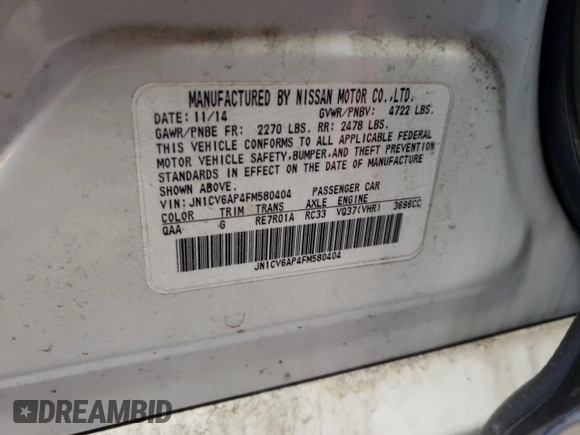 MANUFACTURED BY NISSAN MOTOR CO.,LTD.
DATE: 11/14 GVWR/PNBV: 4722 LBS.
GAWR/PNBE FR: 2270 LBS. RR: 2478 LBS.
THIS VEHICLE CONFORMS TO ALL APPLICABLE FEDERAL
MOTOR VEHICLE SAFETY,BUMPER,AND THEFT PREVENTION
STANDARDS IN EFFECT ON THE DATE OF MANUFACTURE
SHOWN ABOVE.
VIN: JN1CV6AP4FM580404 PASSENGER CAR
COLOR TRIM TRANS AXLE ENGINE
QAA G RE7R01A RC33 VQ37(VHR) 3696CC
JN1CV6AP4FM580404
DREAMBID